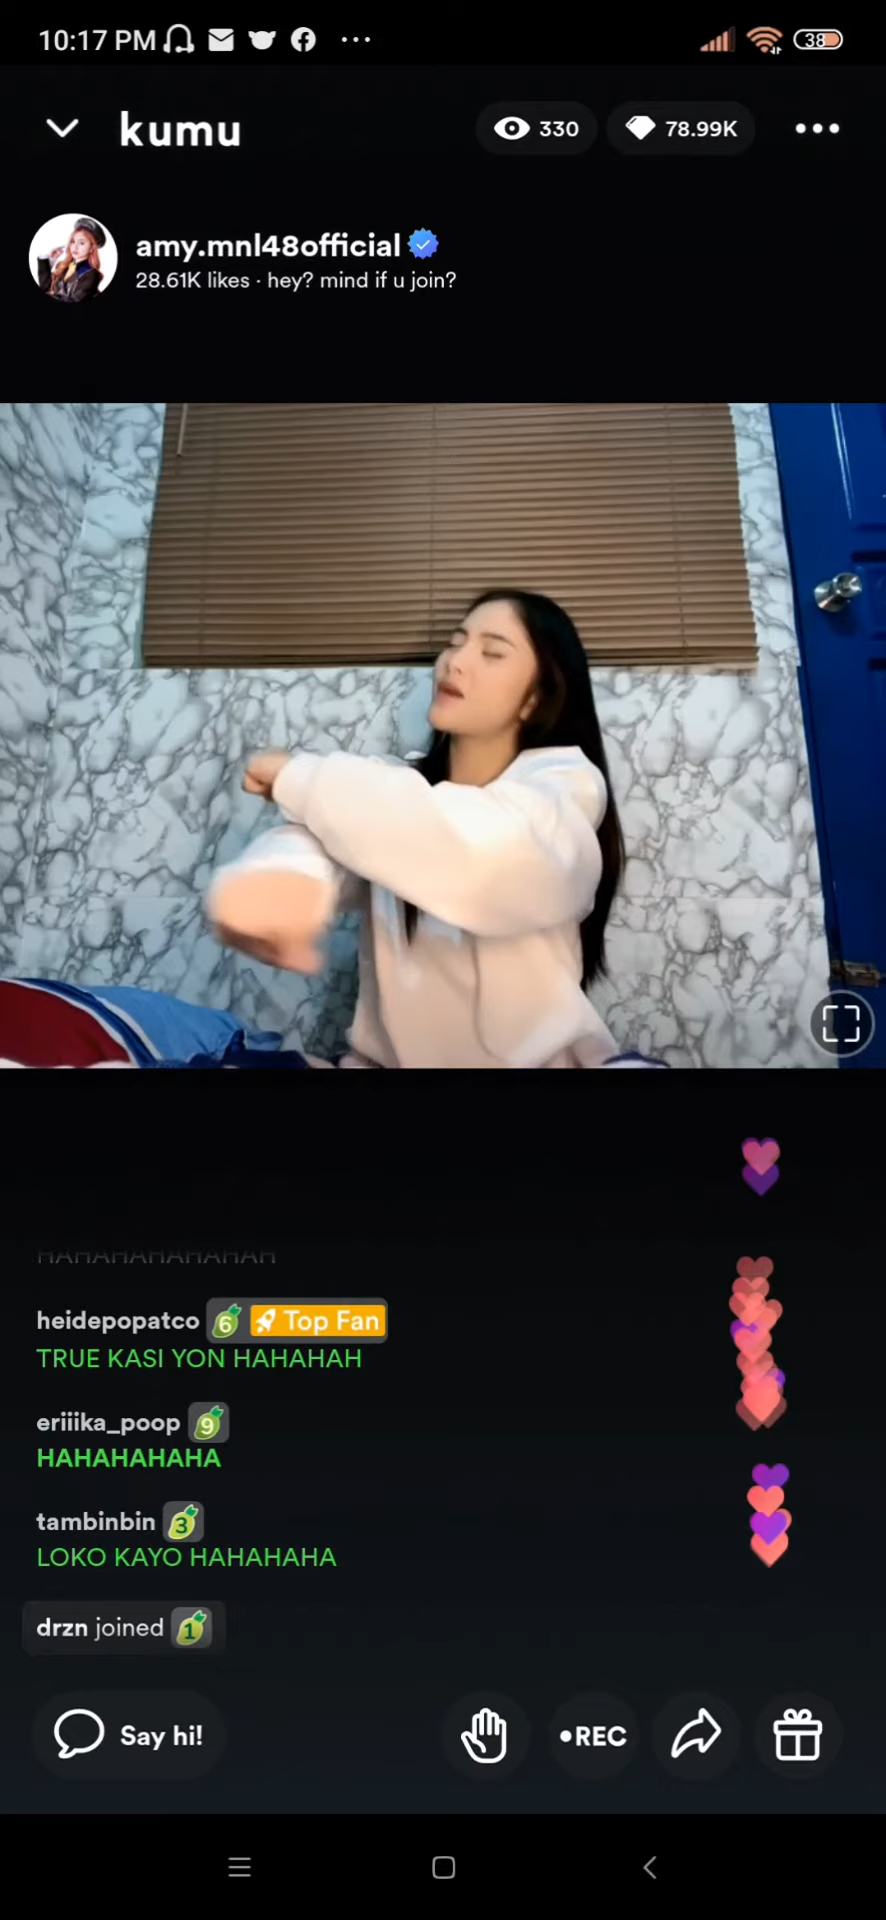 10:17 PM
38
kumu
330
78.99K
amy.mnl48official
28.61K likes · hey? mind if u join?
HAHAHAHAHAHAH
heidepopatco 6 Top Fan
TRUE KASI YON HAHAHAH
eriiika_poop 9
HAHAHAHAHA
tambinbin 3
LOKO KAYO HAHAHAHA
drzn joined 1
Say hi!
•REC